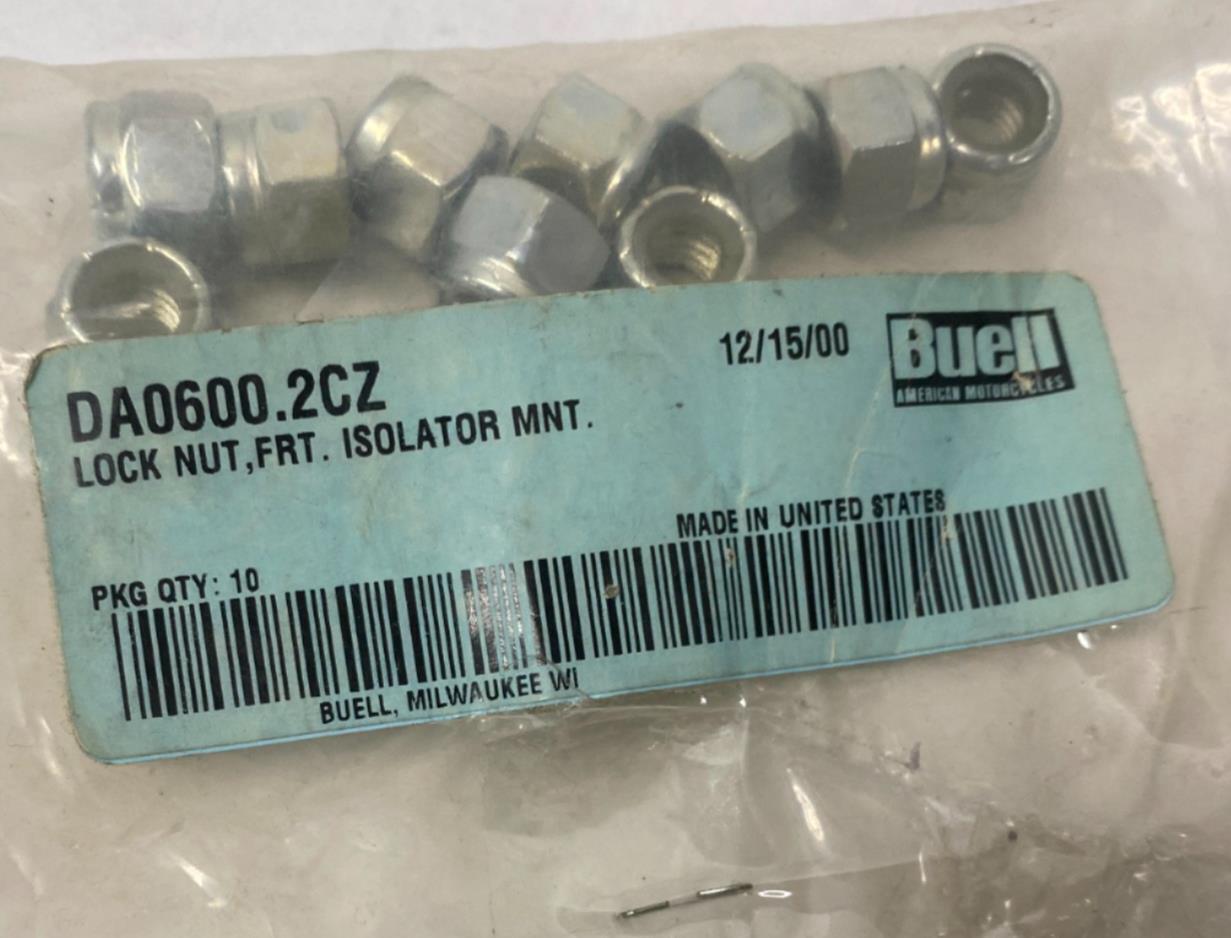 12/15/00
Buell
AMERICAN MOTORCYCLES
DA0600.2CZ
LOCK NUT,FRT. ISOLATOR MNT.
MADE IN UNITED STATES
PKG QTY: 10
BUELL, MILWAUKEE WI